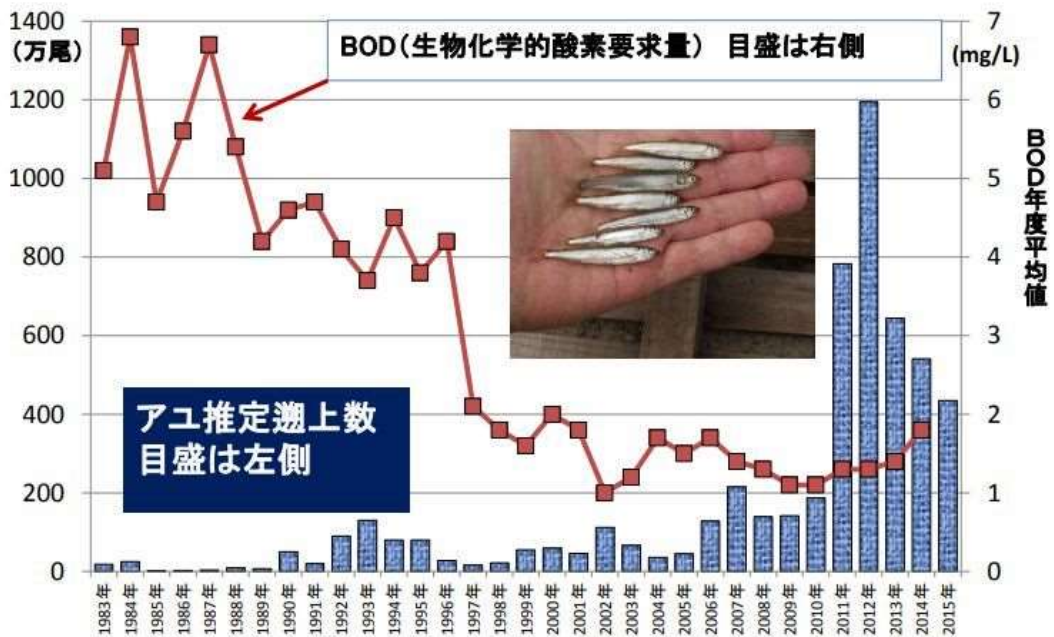 1400
(万尾)
1200
1000
800
600
400
200
0
BOD(生物化学的酸素要求量) 目盛は右側
アユ推定遡上数
目盛は左側
7
(mg/L)
6
5
4
3
2
1
0
BOD年度平均値
1983年
1984年
1985年
1986年
1987年
1988年
1989年
1990年
1991年
1992年
1993年
1994年
1995年
1996年
1997年
1998年
1999年
2000年
2001年
2002年
2003年
2004年
2005年
2006年
2007年
2008年
2009年
2010年
2011年
2012年
2013年
2014年
2015年